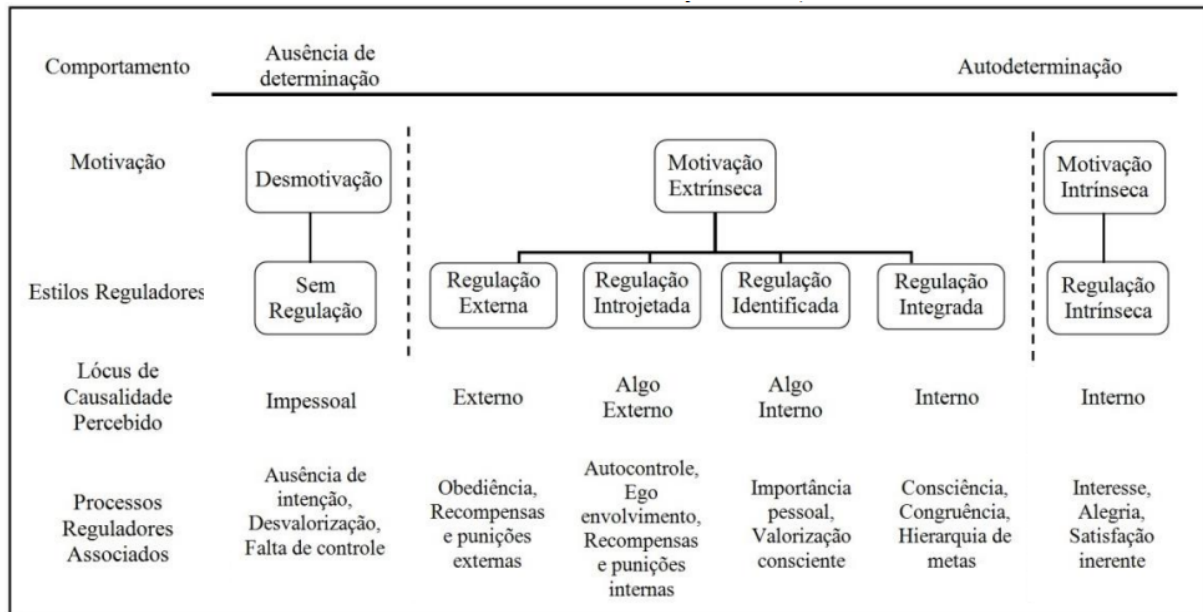 Comportamento
Ausência de
determinação
Autodeterminação
Motivação
Desmotivação
Motivação
Extrínseca
Motivação
Intrínseca
Estilos Reguladores
Sem
Regulação
Regulação
Externa
Regulação
Introjetada
Regulação
Identificada
Regulação
Integrada
Regulação
Intrínseca
Lócus de
Causalidade
Percebido
Impessoal
Externo
Algo
Externo
Algo
Interno
Interno
Interno
Processos
Reguladores
Associados
Ausência de
intenção,
Desvalorização,
Falta de controle
Obediência,
Recompensas
e punições
externas
Autocontrole,
Ego
envolvimento,
Recompensas
e punições
internas
Importância
pessoal,
Valorização
consciente
Consciência,
Congruência,
Hierarquia de
metas
Interesse,
Alegria,
Satisfação
inerente